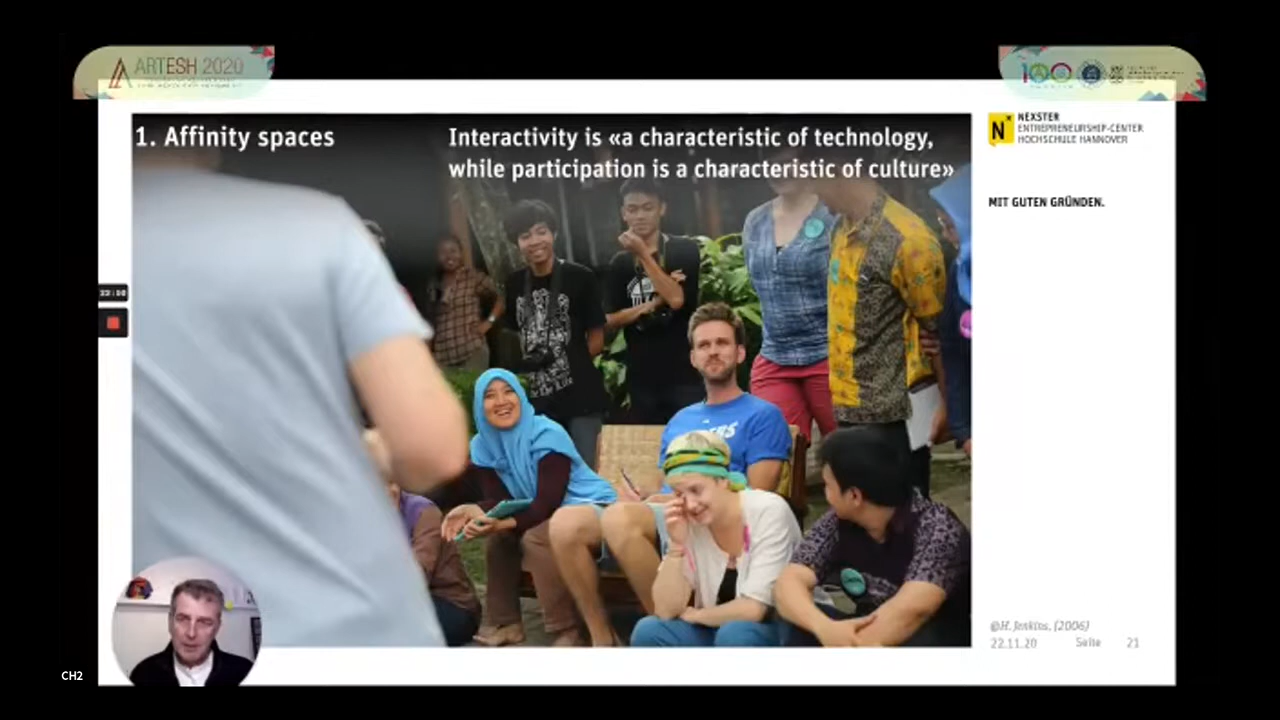 ARTESH 2020
100
1. Affinity spaces
Interactivity is «a characteristic of technology,
while participation is a characteristic of culture»
N
NEXSTER
ENTREPRENEURSHIP-CENTER
HOCHSCHULE HANNOVER
MIT GUTEN GRÜNDEN.
@H. Jenkins, (2006)
22.11.20 Seite 21
CH2